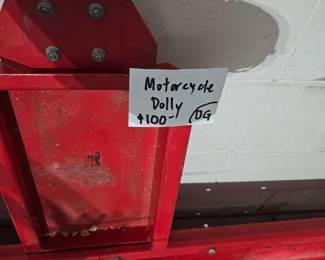 Motorcycle
Dolly
$100- DG